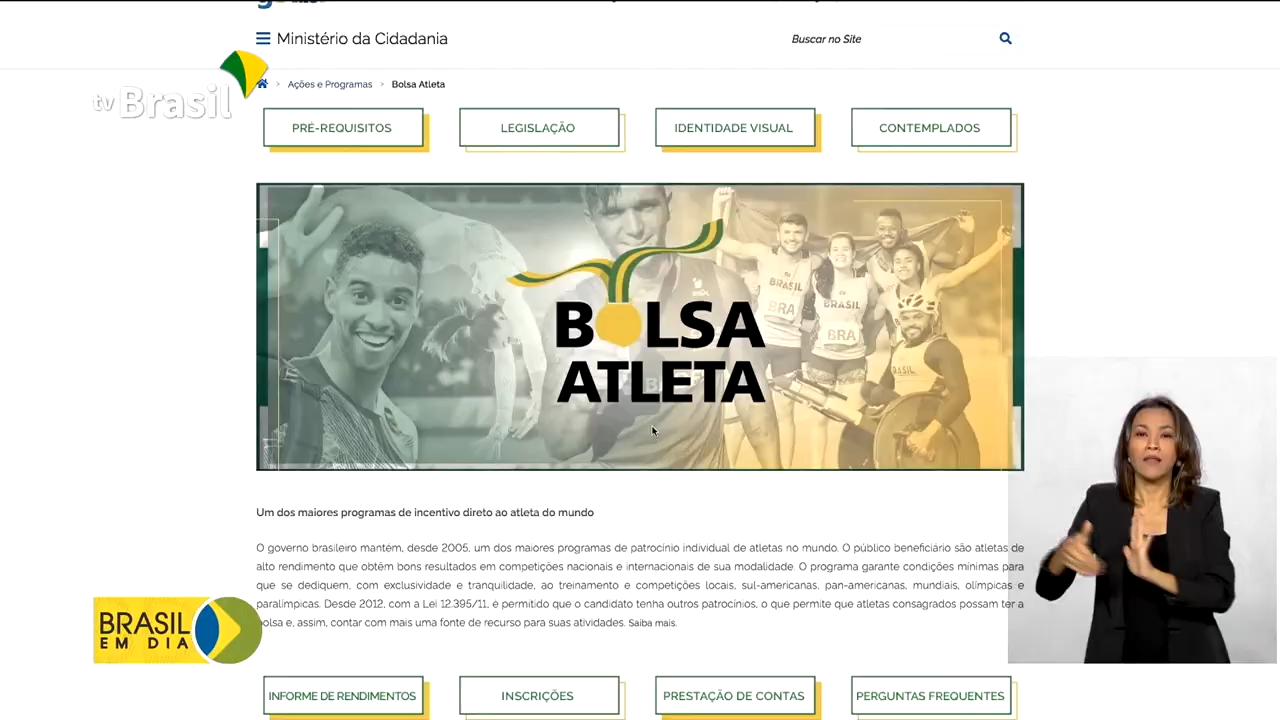 Ministério da Cidadania
Buscar no Site
Ações e Programas > Bolsa Atleta
tv Brasil
PRÉ-REQUISITOS
LEGISLAÇÃO
IDENTIDADE VISUAL
CONTEMPLADOS
BRASIL
BRA
BRASIL
BRA
BRASIL
BOLSA
ATLETA
Um dos maiores programas de incentivo direto ao atleta do mundo
O governo brasileiro mantém, desde 2005, um dos maiores programas de patrocínio individual de atletas no mundo. O público beneficiário são atletas de
alto rendimento que obtêm bons resultados em competições nacionais e internacionais de sua modalidade. O programa garante condições mínimas para
que se dediquem, com exclusividade e tranquilidade, ao treinamento e competições locais, sul-americanas, pan-americanas, mundiais, olímpicas e
paralímpicas. Desde 2012, com a Lei 12.395/11, é permitido que o candidato tenha outros patrocínios, o que permite que atletas consagrados possam ter a
bolsa e, assim, contar com mais uma fonte de recurso para suas atividades. Saiba mais.
BRASIL
EM DIA
INFORME DE RENDIMENTOS
INSCRIÇÕES
PRESTAÇÃO DE CONTAS
PERGUNTAS FREQUENTES